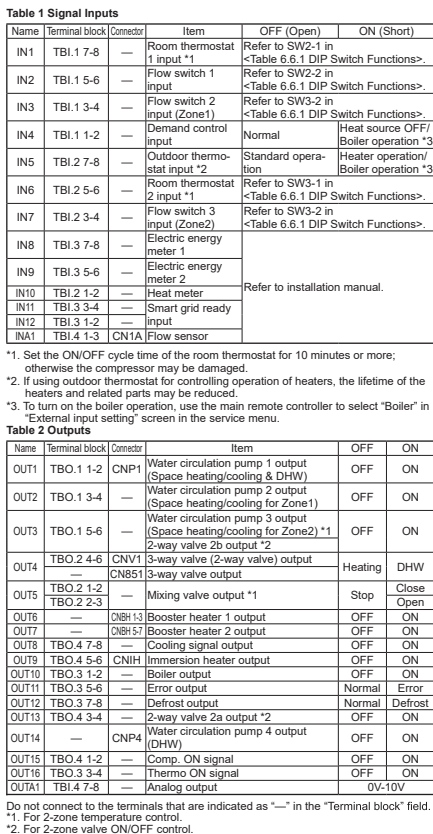 Table 1 Signal Inputs
Name Terminal block Connector Item OFF (Open) ON (Short)
IN1 TBI.1 7-8 — Room thermostat 1 input *1 Refer to SW2-1 in <Table 6.6.1 DIP Switch Functions>.
IN2 TBI.1 5-6 — Flow switch 1 input Refer to SW2-2 in <Table 6.6.1 DIP Switch Functions>.
IN3 TBI.1 3-4 — Flow switch 2 input (Zone1) Refer to SW3-2 in <Table 6.6.1 DIP Switch Functions>.
IN4 TBI.1 1-2 — Demand control input Normal Heat source OFF/ Boiler operation *3
IN5 TBI.2 7-8 — Outdoor thermo- stat input *2 Standard opera- tion Heater operation/ Boiler operation *3
IN6 TBI.2 5-6 — Room thermostat 2 input *1 Refer to SW3-1 in <Table 6.6.1 DIP Switch Functions>.
IN7 TBI.2 3-4 — Flow switch 3 input (Zone2) Refer to SW3-2 in <Table 6.6.1 DIP Switch Functions>.
IN8 TBI.3 7-8 — Electric energy meter 1
IN9 TBI.3 5-6 — Electric energy meter 2
Refer to installation manual.
IN10 TBI.2 1-2 — Heat meter
IN11 TBI.3 3-4 — Smart grid ready input
IN12 TBI.3 1-2 —
INA1 TBI.4 1-3 CN1A Flow sensor
*1. Set the ON/OFF cycle time of the room thermostat for 10 minutes or more;
otherwise the compressor may be damaged.
*2. If using outdoor thermostat for controlling operation of heaters, the lifetime of the
heaters and related parts may be reduced.
*3. To turn on the boiler operation, use the main remote controller to select “Boiler” in
“External input setting” screen in the service menu.
Table 2 Outputs
Name Terminal block Connector Item OFF ON
OUT1 TBO.1 1-2 CNP1 Water circulation pump 1 output (Space heating/cooling & DHW) OFF ON
OUT2 TBO.1 3-4 — Water circulation pump 2 output (Space heating/cooling for Zone1) OFF ON
OUT3 TBO.1 5-6 — Water circulation pump 3 output (Space heating/cooling for Zone2) *1 OFF ON
2-way valve 2b output *2
OUT4 TBO.2 4-6 CNV1 3-way valve (2-way valve) output Heating DHW
— CN851 3-way valve output
OUT5 TBO.2 1-2 — Mixing valve output *1 Stop Close
TBO.2 2-3 Open
OUT6 — CNBH 1-3 Booster heater 1 output OFF ON
OUT7 — CNBH 5-7 Booster heater 2 output OFF ON
OUT8 TBO.4 7-8 — Cooling signal output OFF ON
OUT9 TBO.4 5-6 CNIH Immersion heater output OFF ON
OUT10 TBO.3 1-2 — Boiler output OFF ON
OUT11 TBO.3 5-6 — Error output Normal Error
OUT12 TBO.3 7-8 — Defrost output Normal Defrost
OUT13 TBO.4 3-4 — 2-way valve 2a output *2 OFF ON
OUT14 — CNP4 Water circulation pump 4 output (DHW) OFF ON
OUT15 TBO.4 1-2 — Comp. ON signal OFF ON
OUT16 TBO.3 3-4 — Thermo ON signal OFF ON
OUTA1 TBI.4 7-8 — Analog output 0V-10V
Do not connect to the terminals that are indicated as “—” in the “Terminal block” field.
*1. For 2-zone temperature control.
*2. For 2-zone valve ON/OFF control.